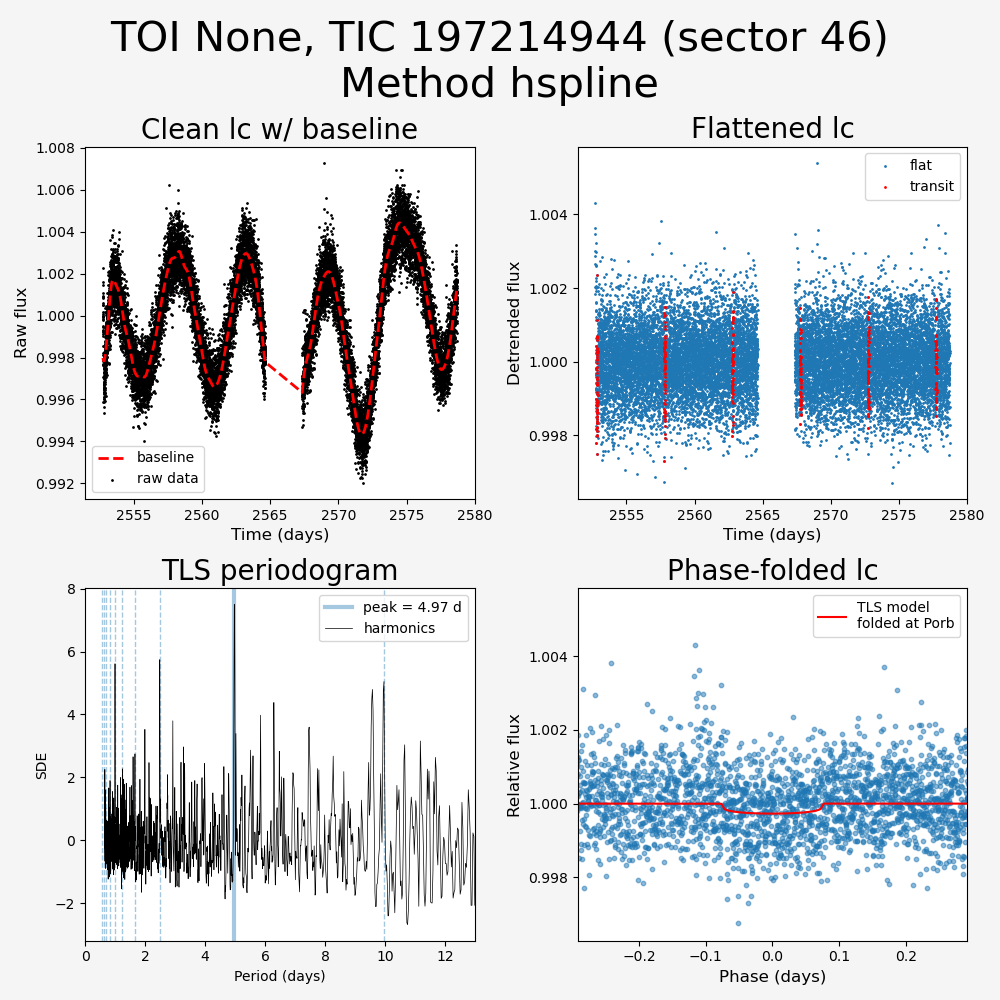 TOI None, TIC 197214944 (sector 46)
Method hspline
Clean lc w/ baseline
Raw flux
1.008
1.006
1.004
1.002
1.000
0.998
0.996
0.994
0.992
baseline
raw data
2555
2560
2565
2570
2575
2580
Time (days)
Flattened lc
Detrended flux
1.004
1.002
1.000
0.998
flat
transit
2555
2560
2565
2570
2575
2580
Time (days)
TLS periodogram
SDE
8
6
4
2
0
−2
peak = 4.97 d
harmonics
0
2
4
6
8
10
12
Period (days)
Phase-folded lc
Relative flux
1.004
1.002
1.000
0.998
TLS model
folded at Porb
−0.2
−0.1
0.0
0.1
0.2
Phase (days)